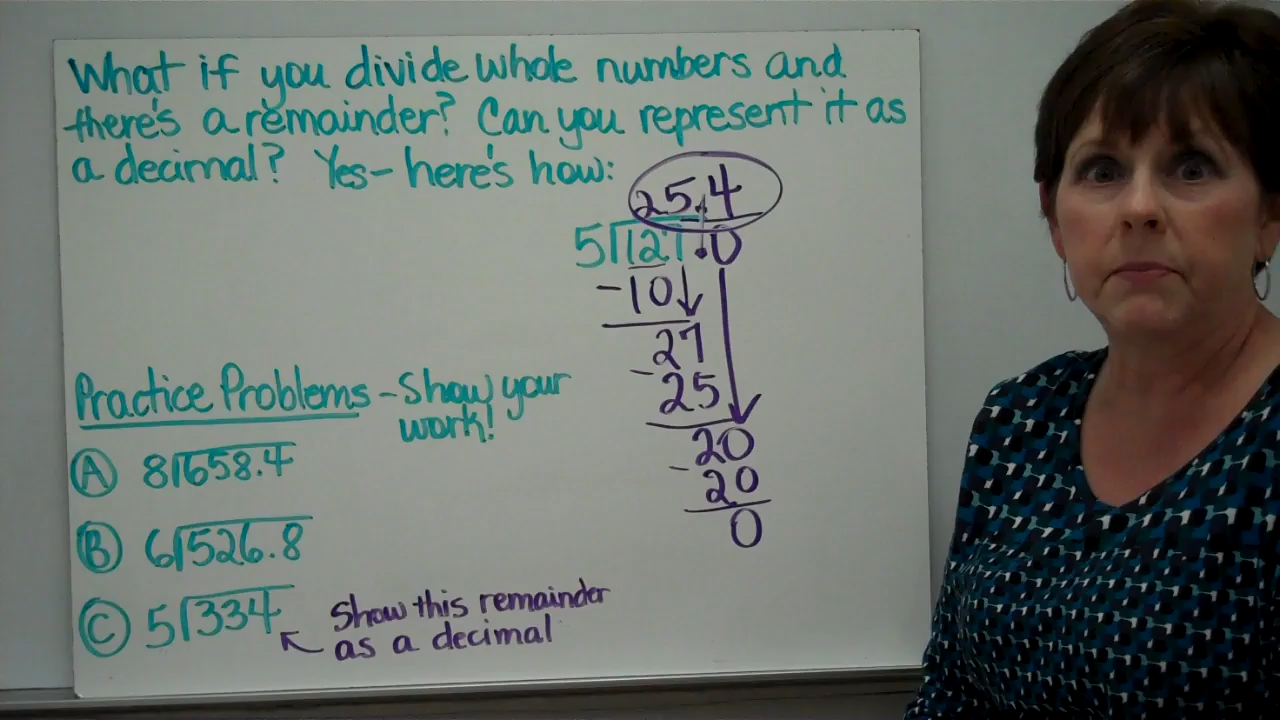 What if you divide whole numbers and
there's a remainder? Can you represent it as
a decimal? Yes- here's how:
25.4
5)127.0
-10
27
-25
20
-20
0
Practice Problems - Show your
work!
A 8)658.4
B 6)526.8
C 5)334
Show this remainder
as a decimal